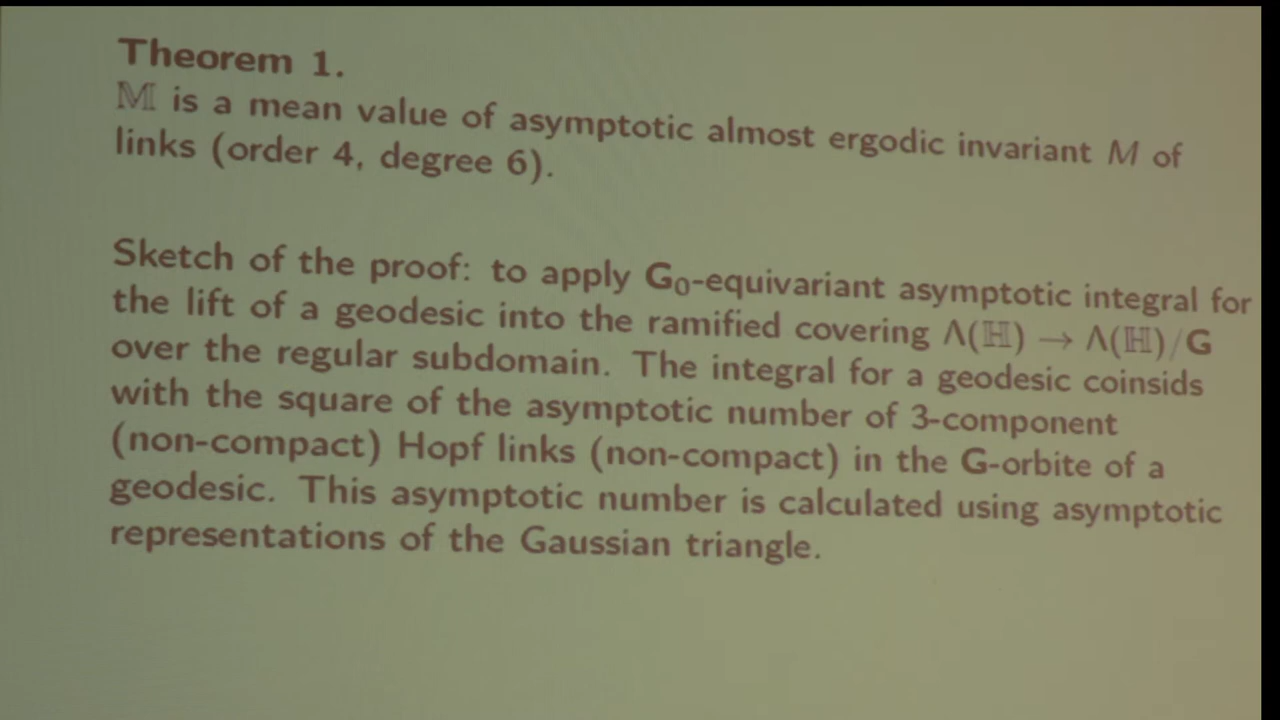 Theorem 1.
𝕄 is a mean value of asymptotic almost ergodic invariant M of
links (order 4, degree 6).
Sketch of the proof: to apply G₀-equivariant asymptotic integral for
the lift of a geodesic into the ramified covering Λ(ℍ) → Λ(ℍ)/G
over the regular subdomain. The integral for a geodesic coinsids
with the square of the asymptotic number of 3-component
(non-compact) Hopf links (non-compact) in the G-orbite of a
geodesic. This asymptotic number is calculated using asymptotic
representations of the Gaussian triangle.